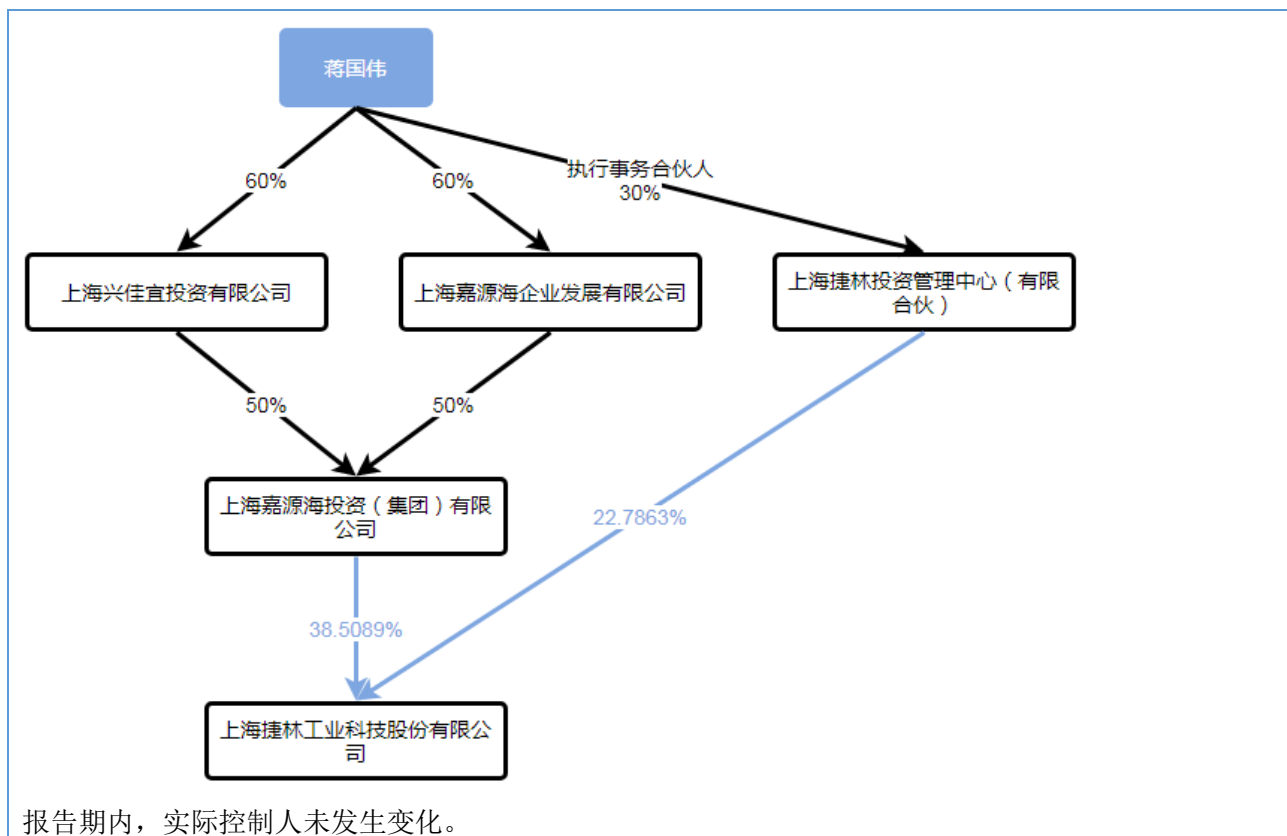 蒋国伟
执行事务合伙人
60%
60%
30%
上海兴佳宜投资有限公司
上海嘉源海企业发展有限公司
上海捷林投资管理中心（有限
合伙）
50%
50%
上海嘉源海投资（集团）有限
公司
22.7863%
38.5089%
上海捷林工业科技股份有限公
司
报告期内，实际控制人未发生变化。